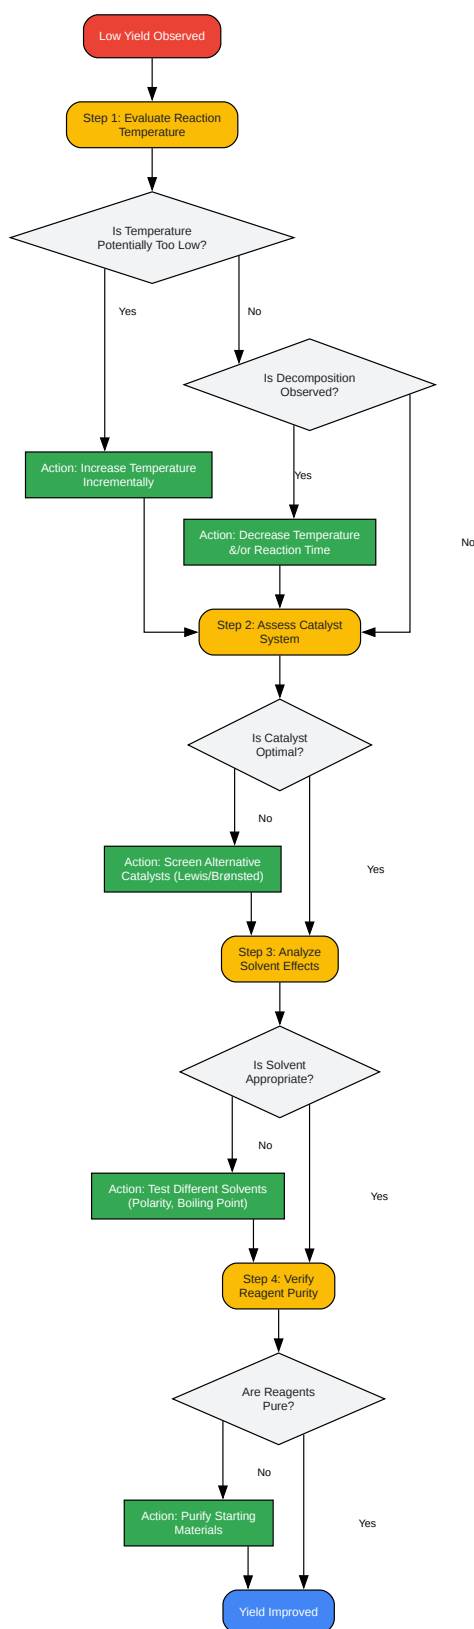 Low Yield Observed
Step 1: Evaluate Reaction
Temperature
Is Temperature
Potentially Too Low?
Yes
No
Is Decomposition
Observed?
Action: Increase Temperature
Incrementally
Yes
Action: Decrease Temperature
&/or Reaction Time
No
Step 2: Assess Catalyst
System
Is Catalyst
Optimal?
No
Action: Screen Alternative
Catalysts (Lewis/Brønsted)
Yes
Step 3: Analyze
Solvent Effects
Is Solvent
Appropriate?
No
Action: Test Different Solvents
(Polarity, Boiling Point)
Yes
Step 4: Verify
Reagent Purity
Are Reagents
Pure?
No
Action: Purify Starting
Materials
Yes
Yield Improved